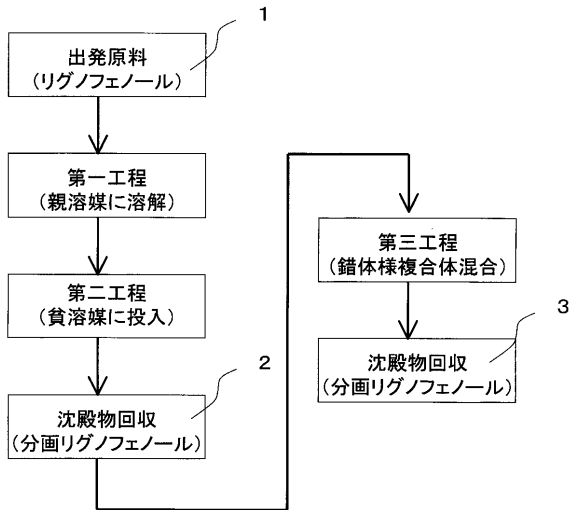 1
出発原料
(リグノフェノール)
第一工程
(親溶媒に溶解)
第二工程
(貧溶媒に投入)
2
沈殿物回収
(分画リグノフェノール)
第三工程
(錯体様複合体混合)
3
沈殿物回収
(分画リグノフェノール)